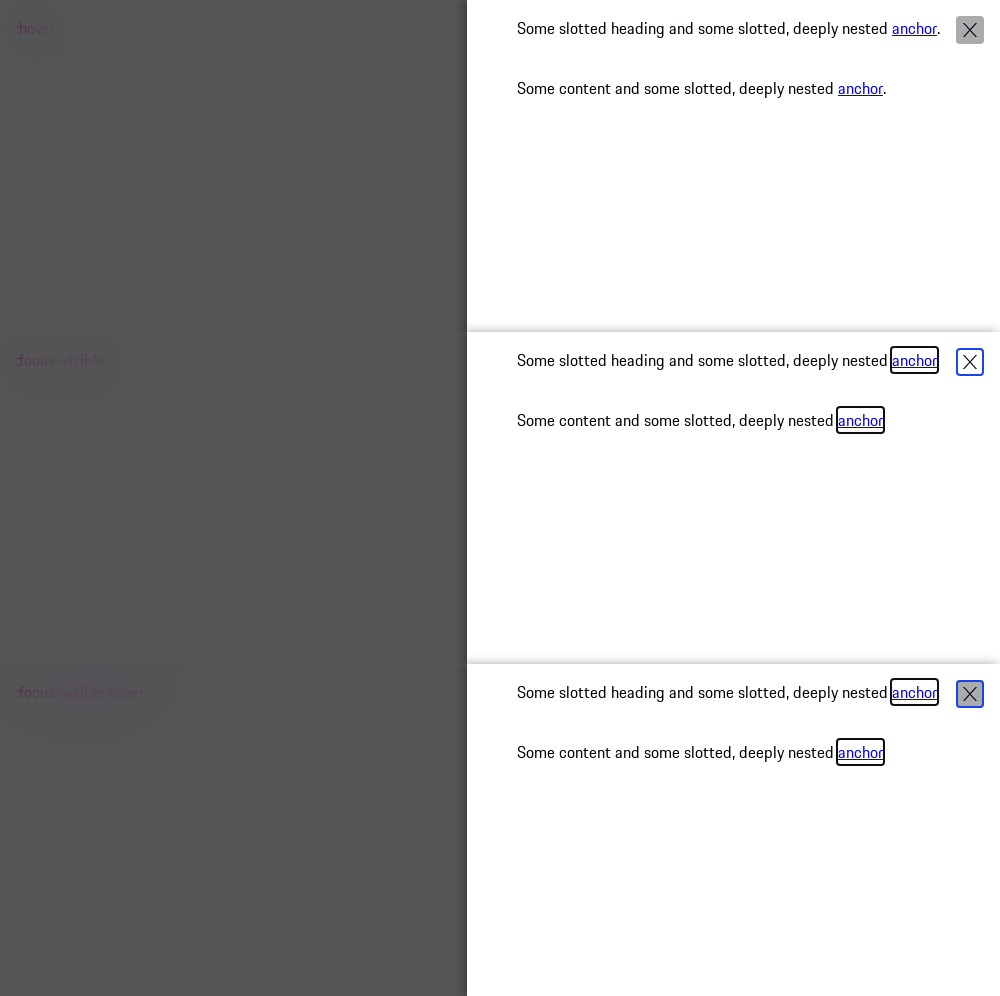 :hover
Some slotted heading and some slotted, deeply nested anchor.
Some content and some slotted, deeply nested anchor.
:focus-visible
Some slotted heading and some slotted, deeply nested anchor
Some content and some slotted, deeply nested anchor
:focus-visible:hover
Some slotted heading and some slotted, deeply nested anchor
Some content and some slotted, deeply nested anchor